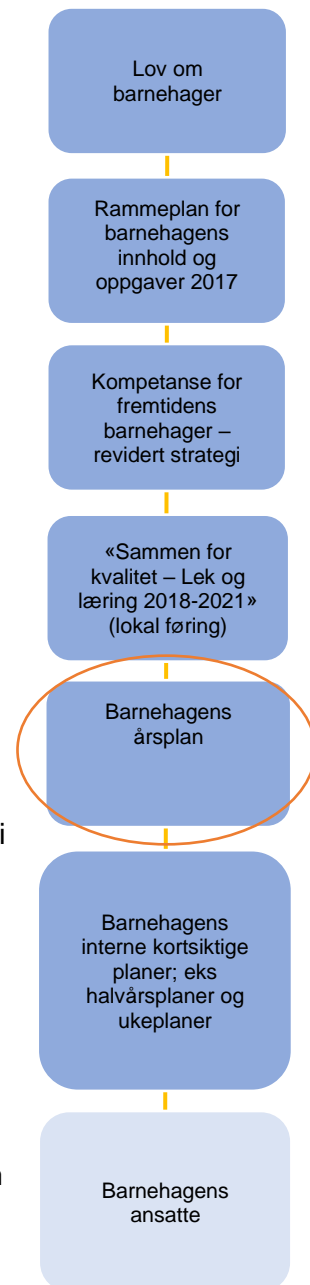 Lov om
barnehager
Rammeplan for
barnehagens
innhold og
oppgaver 2017
Kompetanse for
fremtidens
barnehager –
revidert strategi
«Sammen for
kvalitet – Lek og
læring 2018-2021»
(lokal føring)
Barnehagens
årsplan
i
Barnehagens
interne kortsiktige
planer; eks
halvårsplaner og
ukeplaner
Barnehagens
ansatte